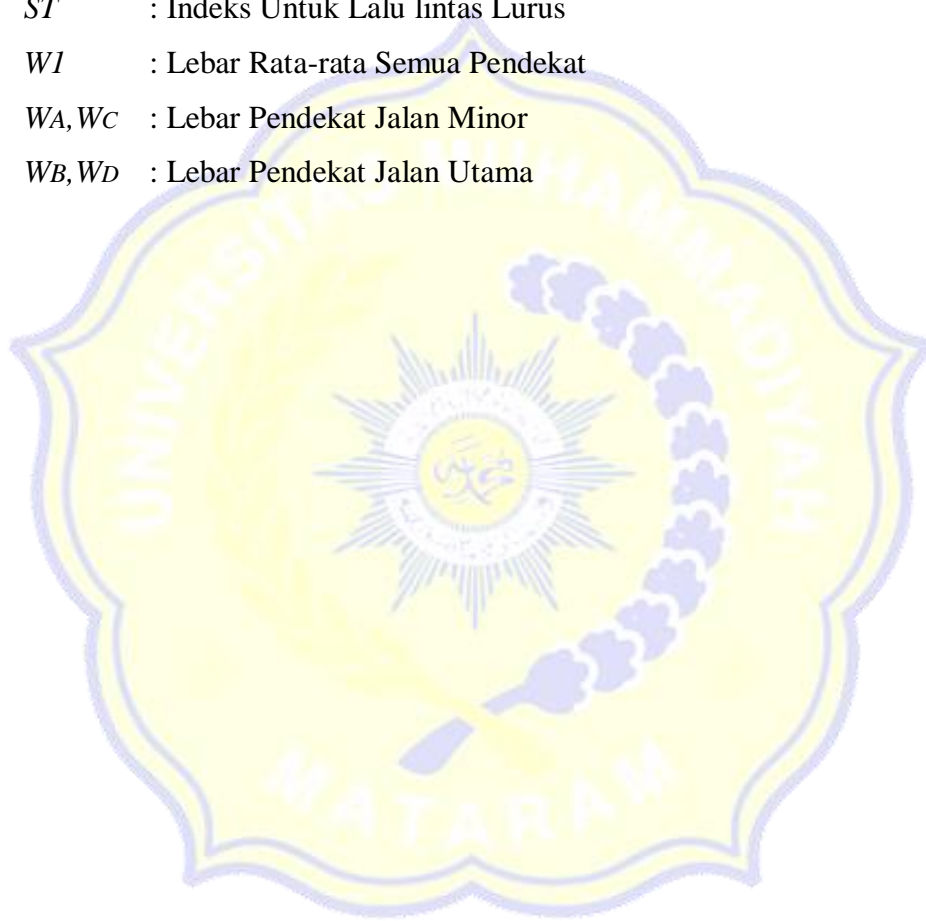 ST : Indeks Untuk Lalu lintas Lurus
W1 : Lebar Rata-rata Semua Pendekat
WA,WC : Lebar Pendekat Jalan Minor
WB,WD : Lebar Pendekat Jalan Utama
UNIVERSITAS MUHAMMADIYAH
MATARAM